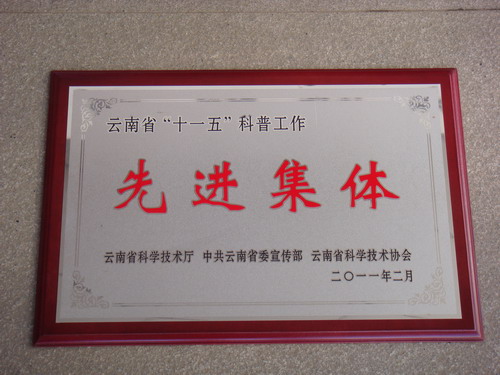 云南省“十一五”科普工作
先进集体
云南省科学技术厅 中共云南省委宣传部 云南省科学技术协会
二〇一一年二月